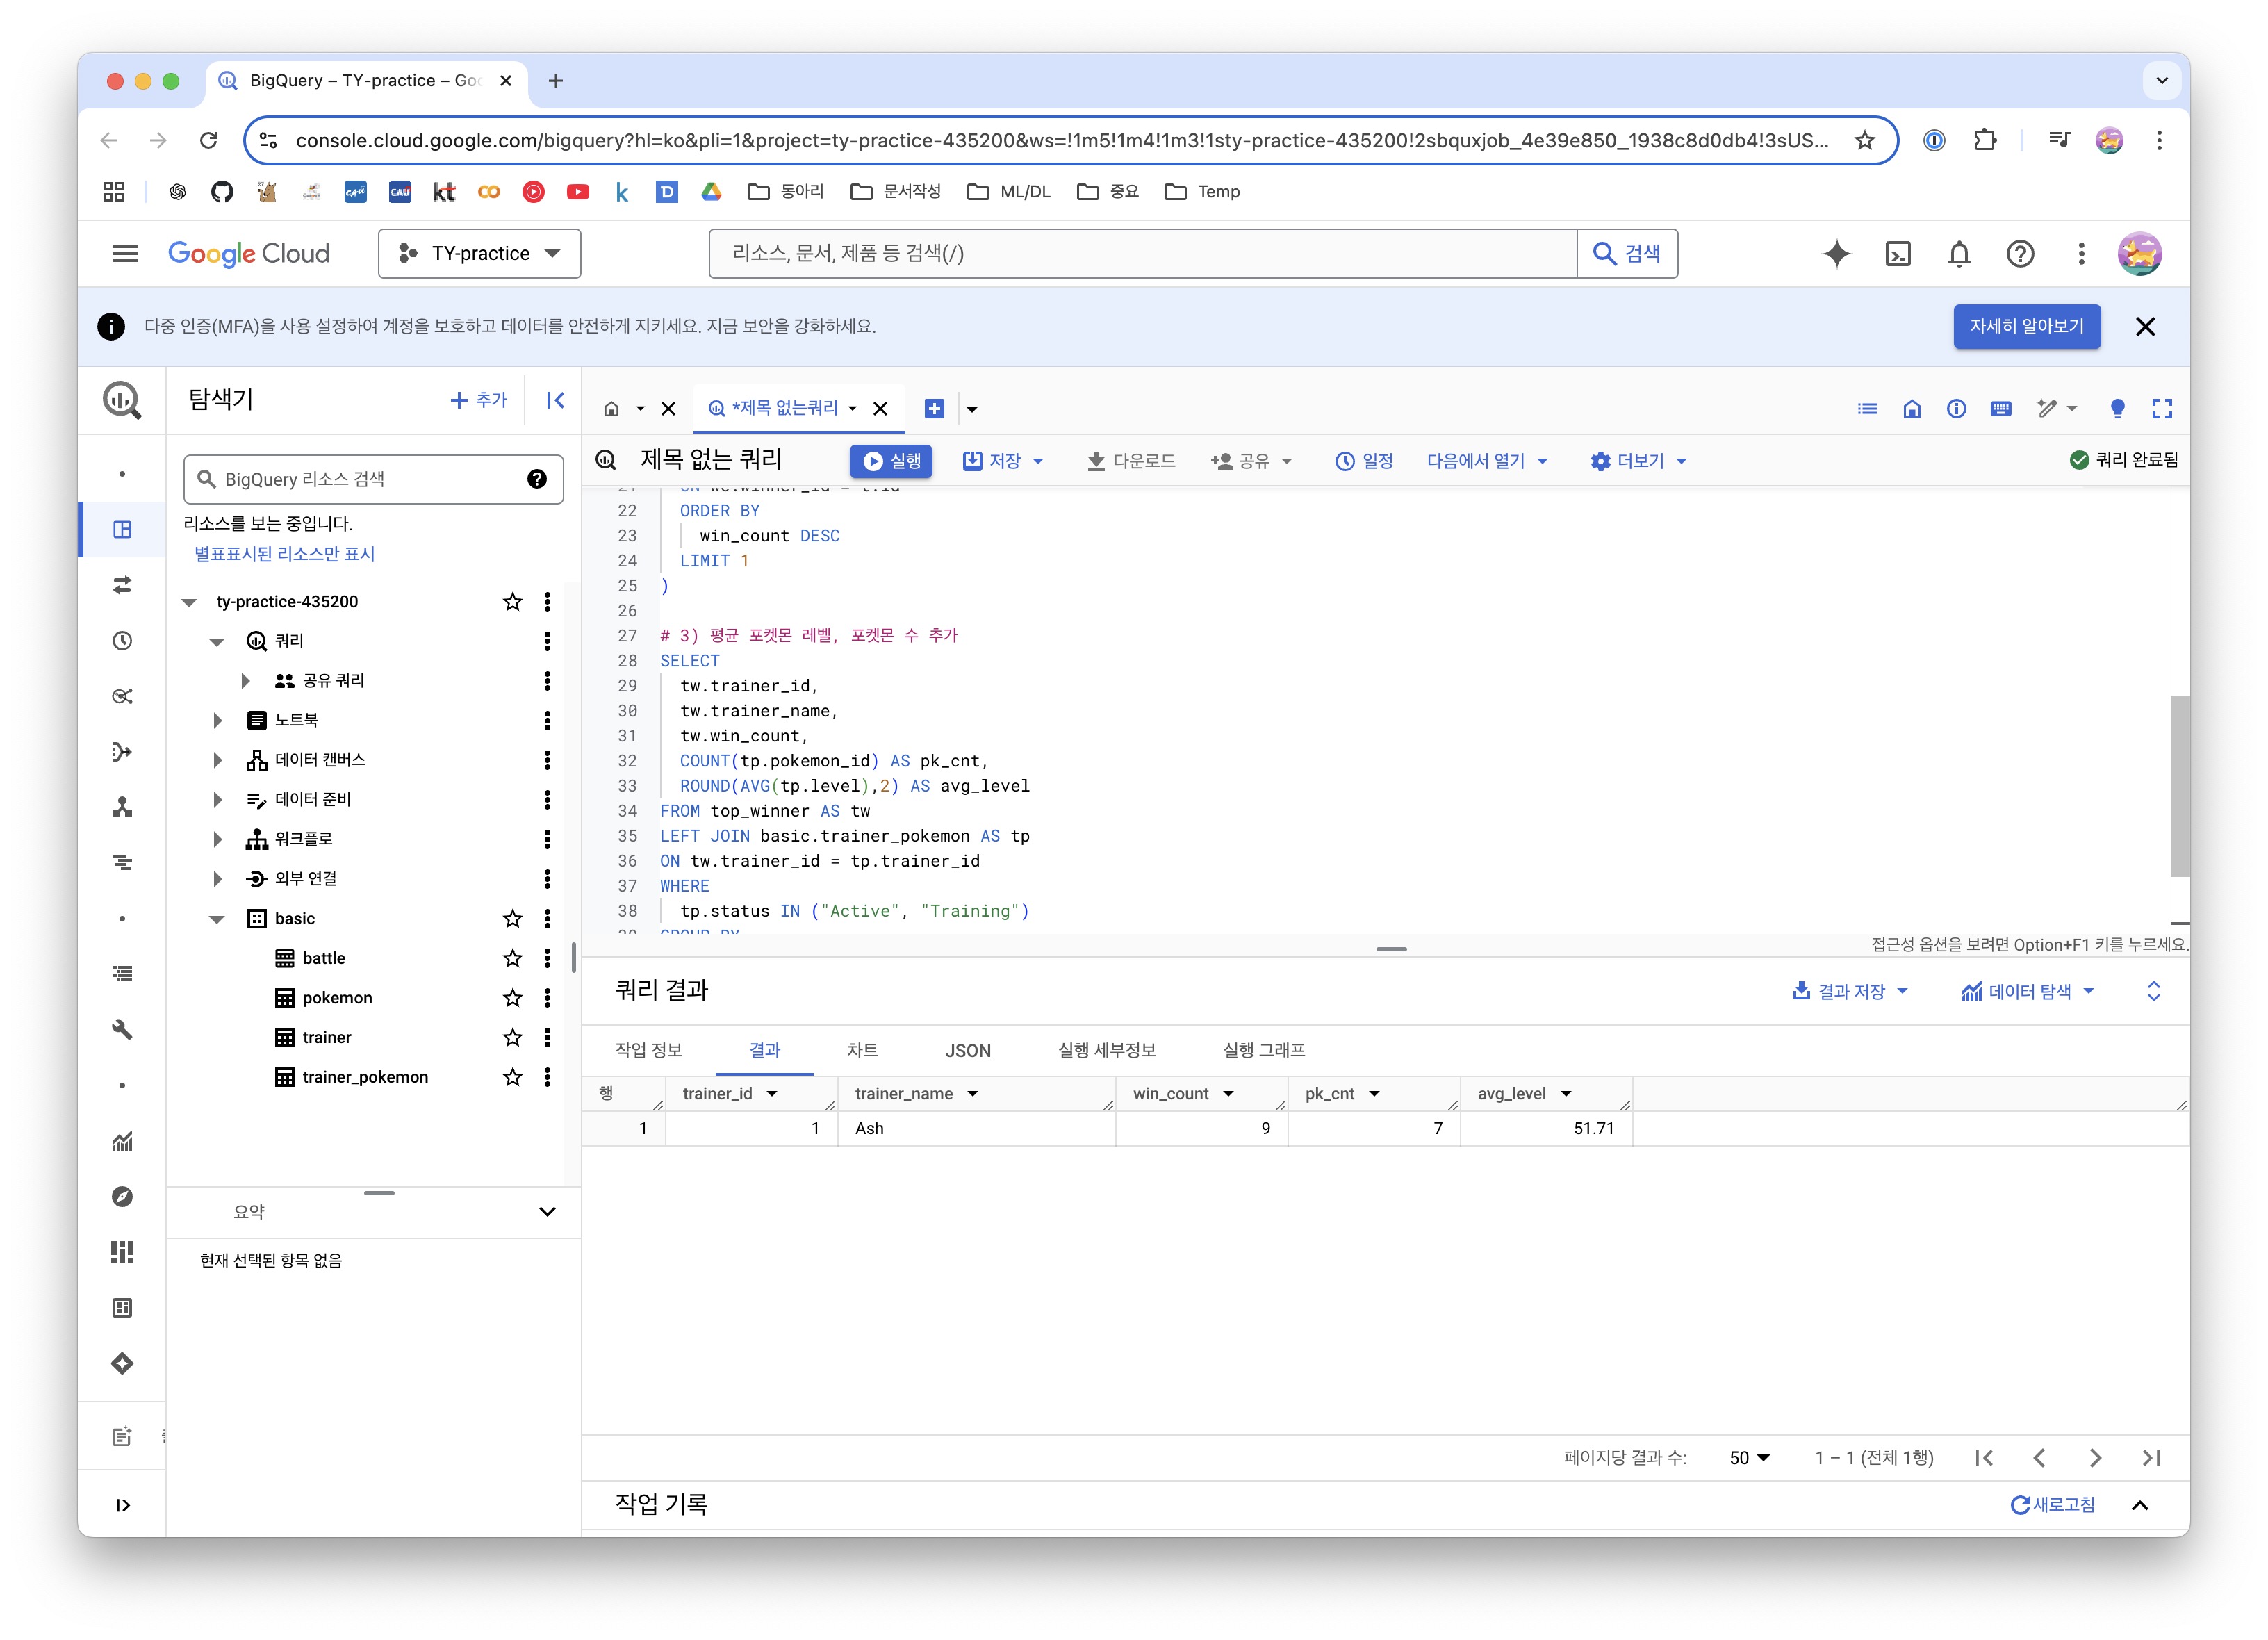 BigQuery – TY-practice – Goo
console.cloud.google.com/bigquery?hl=ko&pli=1&project=ty-practice-435200&ws=!1m5!1m4!1m3!1sty-practice-435200!2sbquxjob_4e39e850_1938c8d0db4!3sUS...
CAU CAU kt k D 동아리 문서작성 ML/DL 중요 Temp
Google Cloud TY-practice 리소스, 문서, 제품 등 검색(/) 검색
다중 인증(MFA)을 사용 설정하여 계정을 보호하고 데이터를 안전하게 지키세요. 지금 보안을 강화하세요. 자세히 알아보기
탐색기 + 추가
BigQuery 리소스 검색
리소스를 보는 중입니다.
별표표시된 리소스만 표시
ty-practice-435200
쿼리
공유 쿼리
노트북
데이터 캔버스
데이터 준비
워크플로
외부 연결
basic
battle
pokemon
trainer
trainer_pokemon
요약
현재 선택된 항목 없음
*제목 없는쿼리
제목 없는 쿼리 실행 저장 다운로드 공유 일정 다음에서 열기 더보기 쿼리 완료됨
21 ON wc.winner_id = t.id
22 ORDER BY
23 win_count DESC
24 LIMIT 1
25 )
26
27 # 3) 평균 포켓몬 레벨, 포켓몬 수 추가
28 SELECT
29 tw.trainer_id,
30 tw.trainer_name,
31 tw.win_count,
32 COUNT(tp.pokemon_id) AS pk_cnt,
33 ROUND(AVG(tp.level),2) AS avg_level
34 FROM top_winner AS tw
35 LEFT JOIN basic.trainer_pokemon AS tp
36 ON tw.trainer_id = tp.trainer_id
37 WHERE
38 tp.status IN ("Active", "Training")
39 GROUP BY
접근성 옵션을 보려면 Option+F1 키를 누르세요.
쿼리 결과 결과 저장 데이터 탐색
작업 정보 결과 차트 JSON 실행 세부정보 실행 그래프
행 trainer_id trainer_name win_count pk_cnt avg_level
1 1 Ash 9 7 51.71
페이지당 결과 수: 50 1 – 1 (전체 1행)
작업 기록 새로고침